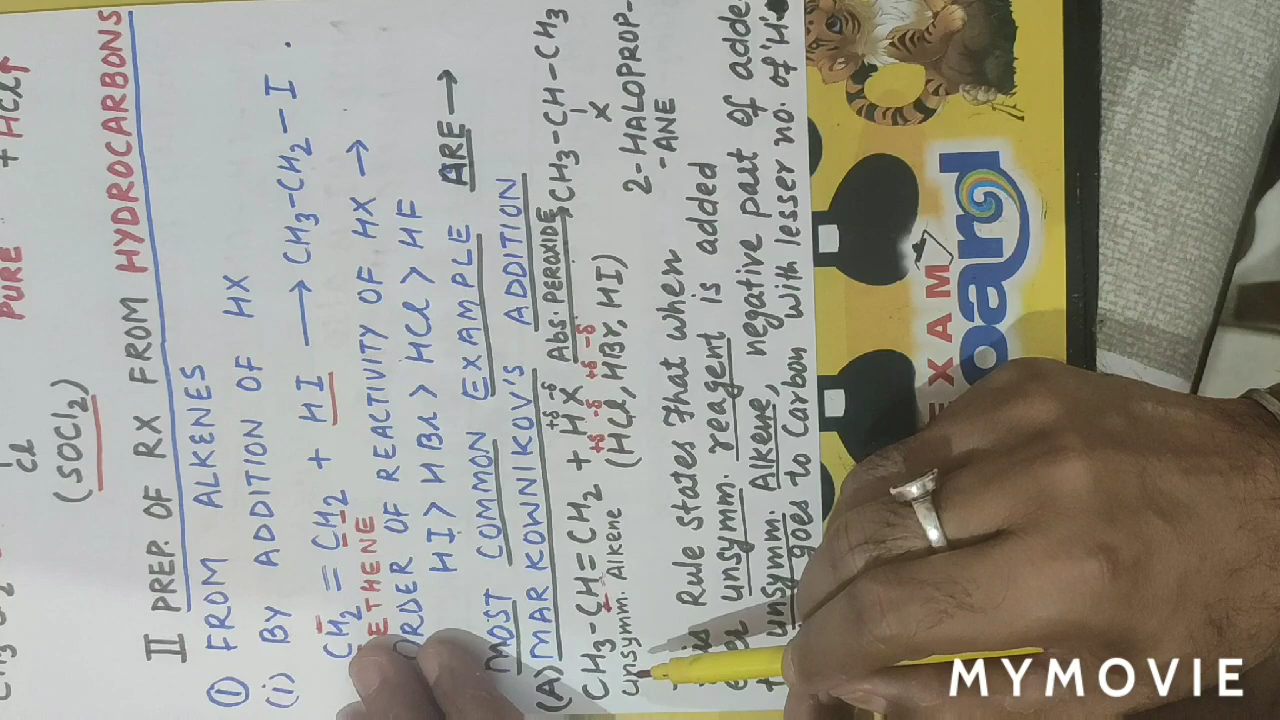 PURE + HCl↑
Cl
(SOCl2)
II PREP. OF RX FROM HYDROCARBONS
① FROM ALKENES
(i) BY ADDITION OF HX
CH2 = CH2 + HI → CH3-CH2-I.
ETHENE
ORDER OF REACTIVITY OF HX →
HI > HBr > HCl > HF
MOST COMMON EXAMPLE ARE →
(A) MARKOWNIKOV'S ADDITION
+δ -δ
CH3-CH=CH2 + HX Abs. PEROXIDE→ CH3-CH-CH3
+δ -δ +δ -δ X
unsymm. Alkene (HCl, HBr, HI) 2-HALOPROP-
-ANE
Rule States That when
unsymm. reagent is added
unsymm. Alkene, negative part of adde
goes to Carbon with lesser no. of 'H'
EXAM
oard
MYMOVIE